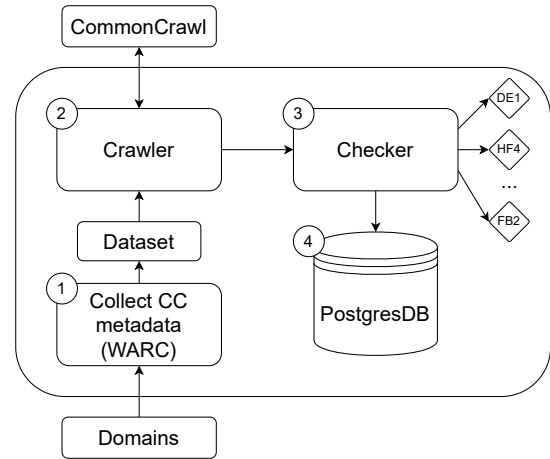 CommonCrawl
2
Crawler
3
Checker
DE1
HF4
...
FB2
Dataset
4
PostgresDB
1
Collect CC
metadata
(WARC)
Domains